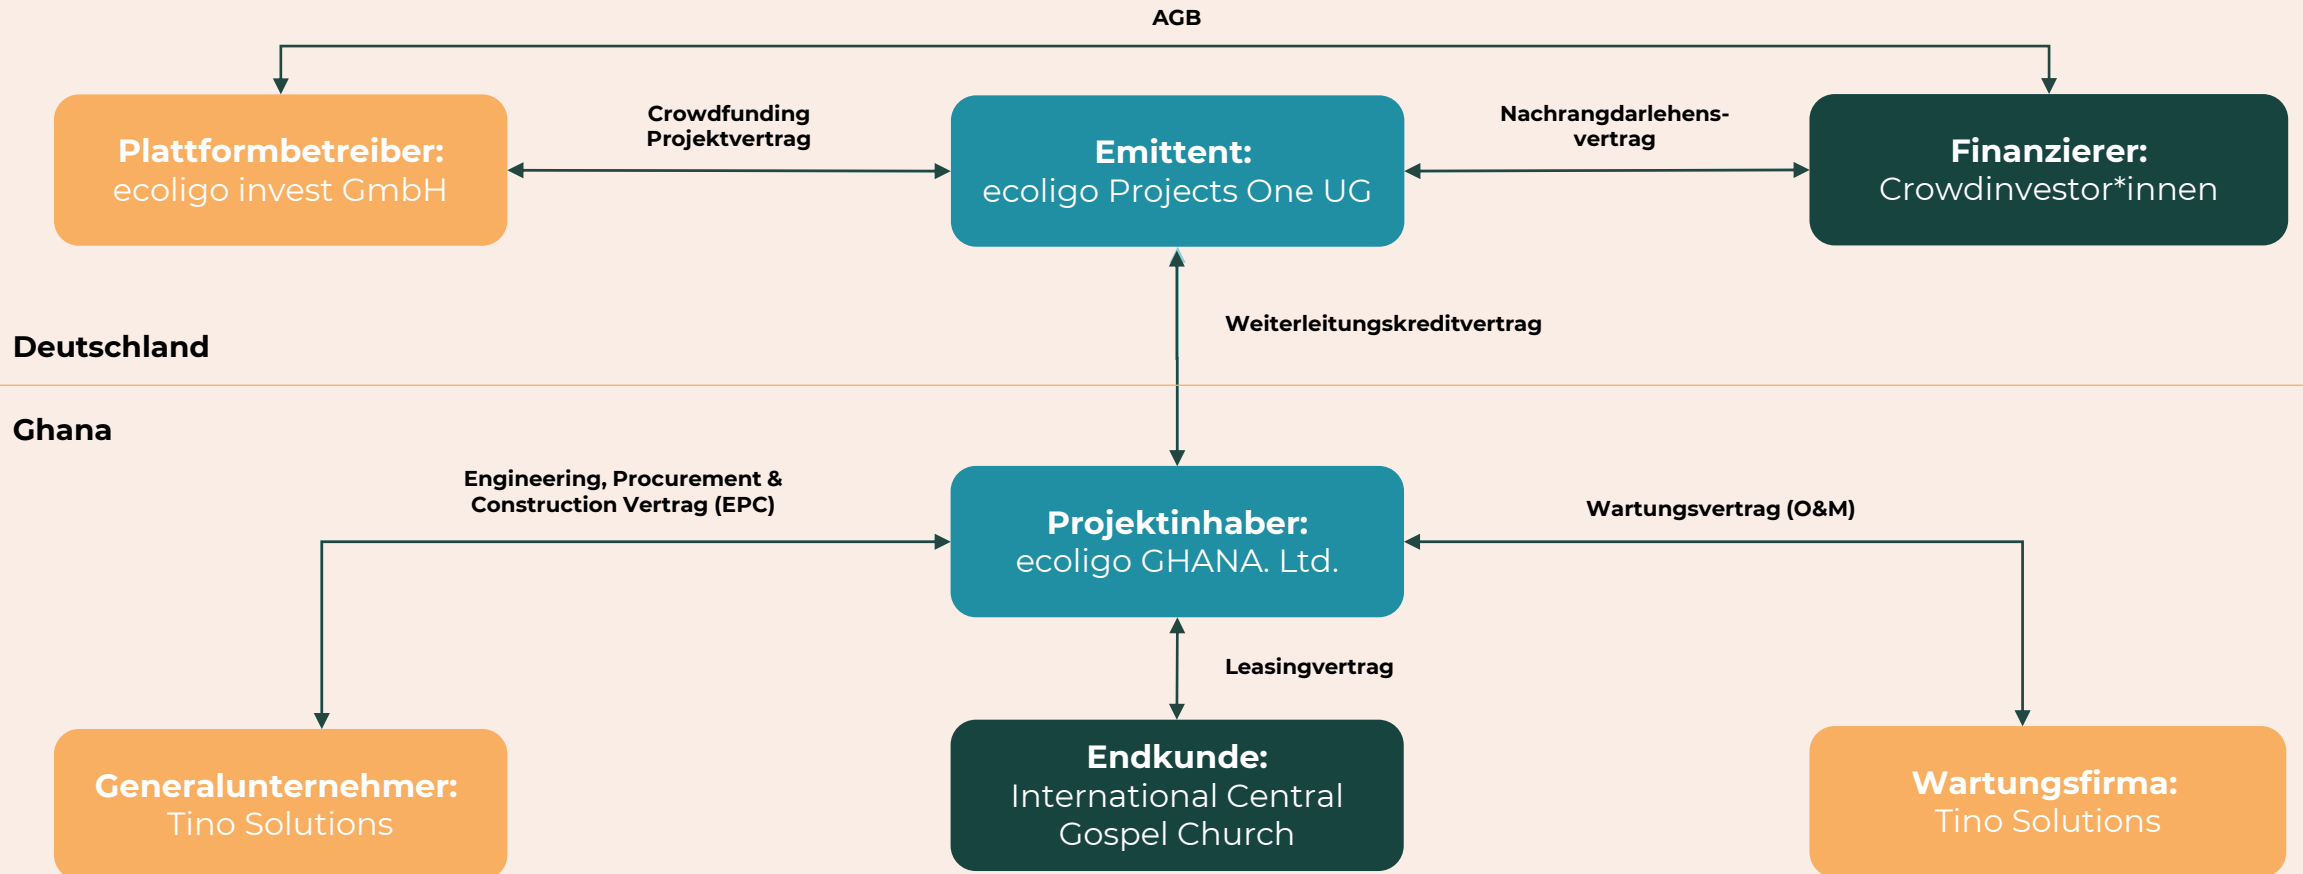 AGB
Crowdfunding
Projektvertrag
Nachrangdarlehens-
vertrag
Plattformbetreiber:
ecoligo invest GmbH
Emittent:
ecoligo Projects One UG
Finanzierer:
Crowdinvestor*innen
Weiterleitungskreditvertrag
Deutschland
Ghana
Engineering, Procurement &
Construction Vertrag (EPC)
Wartungsvertrag (O&M)
Projektinhaber:
ecoligo GHANA. Ltd.
Leasingvertrag
Generalunternehmer:
Tino Solutions
Endkunde:
International Central
Gospel Church
Wartungsfirma:
Tino Solutions